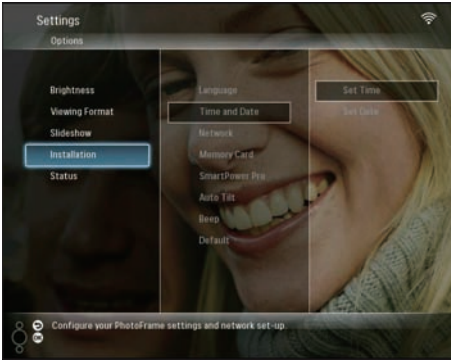 Settings
Options
Brightness
Viewing Format
Slideshow
Installation
Status
Language
Time and Date
Network
Memory Card
SmartPower Pro
Auto Tilt
Beep
Default
Set Time
Set Date
OK
Configure your PhotoFrame settings and network set-up.